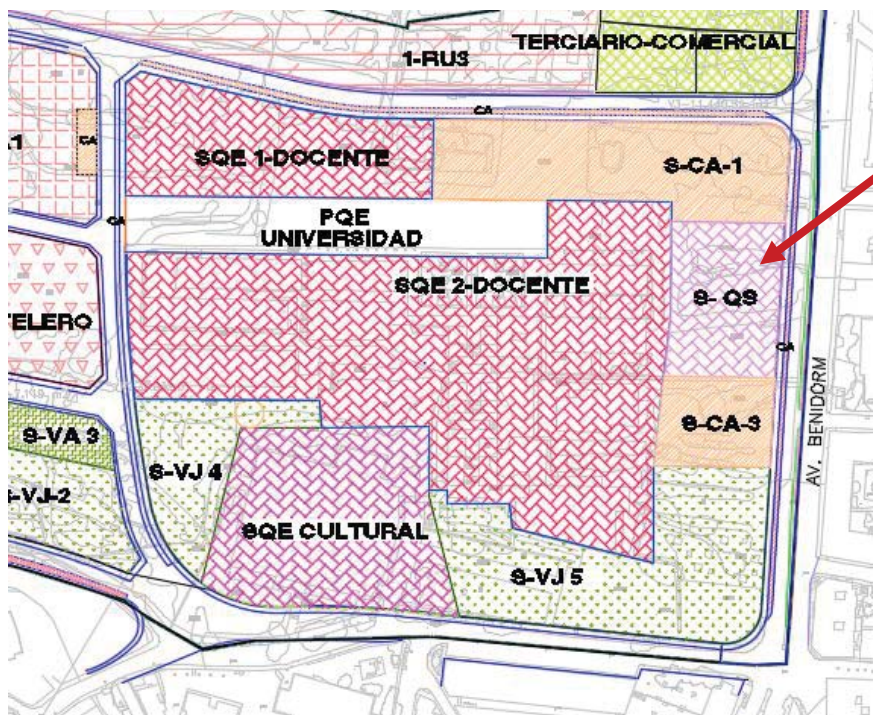 TERCIARIO-COMERCIAL
1-RU3
CA
CA
SQE 1-DOCENTE
S-CA-1
CA
PQE
UNIVERSIDAD
SQE 2-DOCENTE
S- QS
CA
AV. BENIDORM
S-CA-3
S-VA 3
S-VJ 4
S-VJ-2
SQE CULTURAL
S-VJ 5